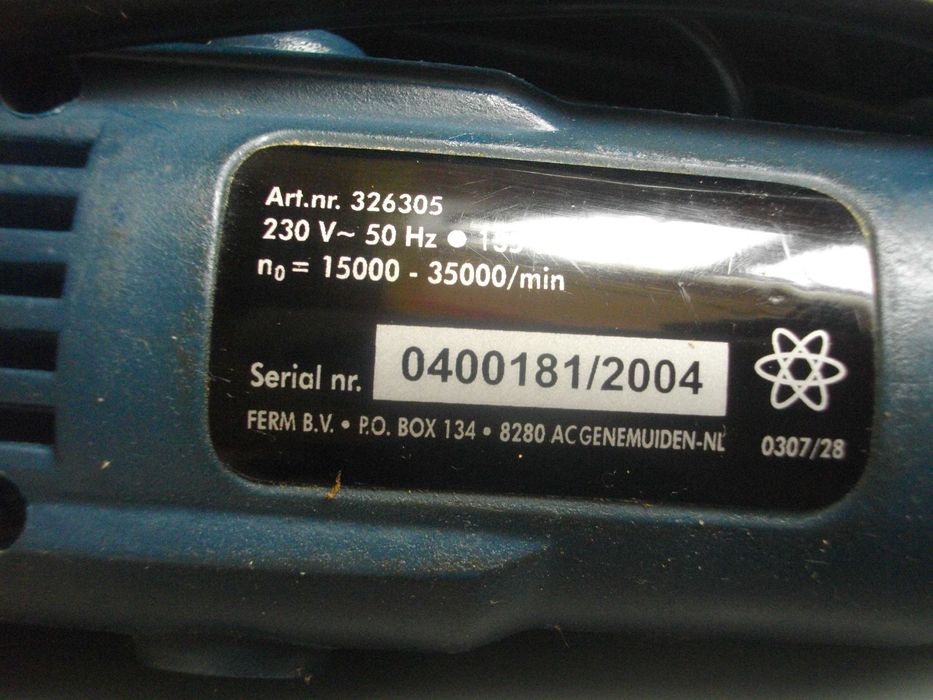 Art.nr. 326305
230 V~ 50 Hz ●
n₀ = 15000 - 35000/min
Serial nr. 0400181/2004
FERM B.V. • P.O. BOX 134 • 8280 AC GENEMUIDEN-NL
0307/28